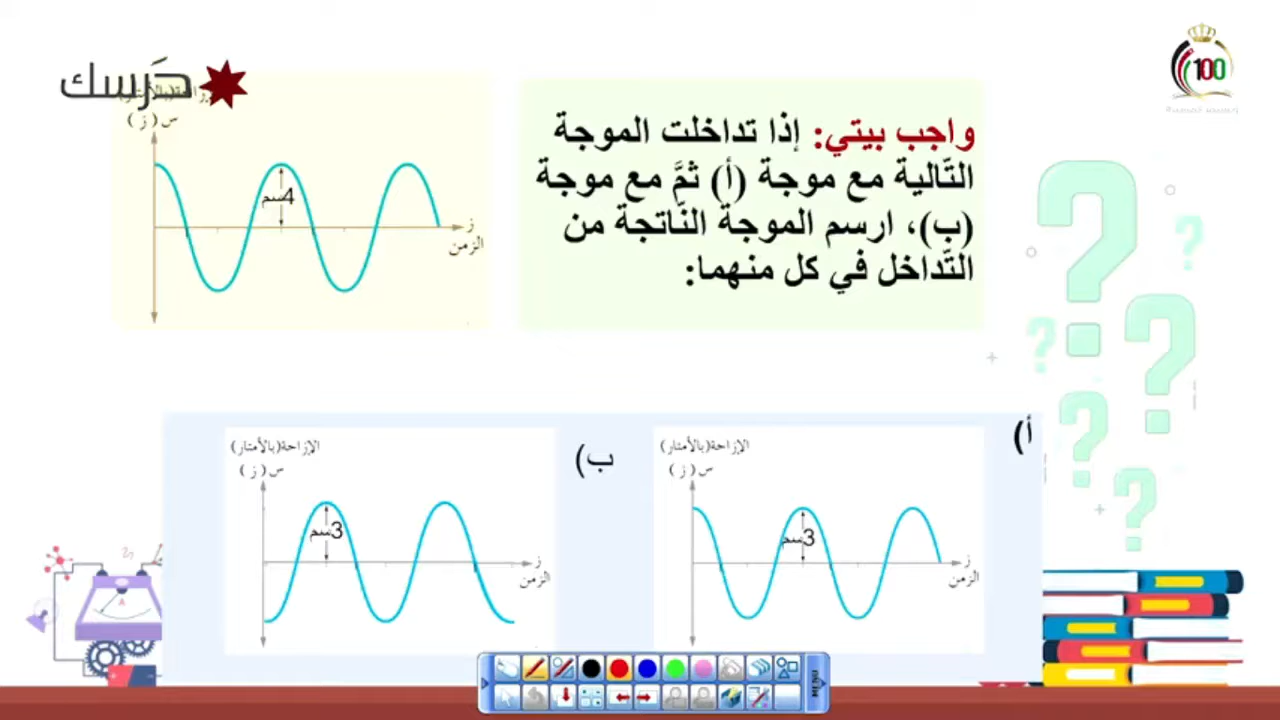 حَرسك
100
واجب بيتي: إذا تداخلت الموجة
التّالية مع موجة (أ) ثمَّ مع موجة
(ب)، ارسم الموجة النّاتجة من
التّداخل في كل منهما:
س ( ز )
4سم
ز
الزمن
أ)
الإزاحة(بالأمتار)
س ( ز )
3سم
ز
الزمن
ب)
الإزاحة(بالأمتار)
س ( ز )
3سم
ز
الزمن
A